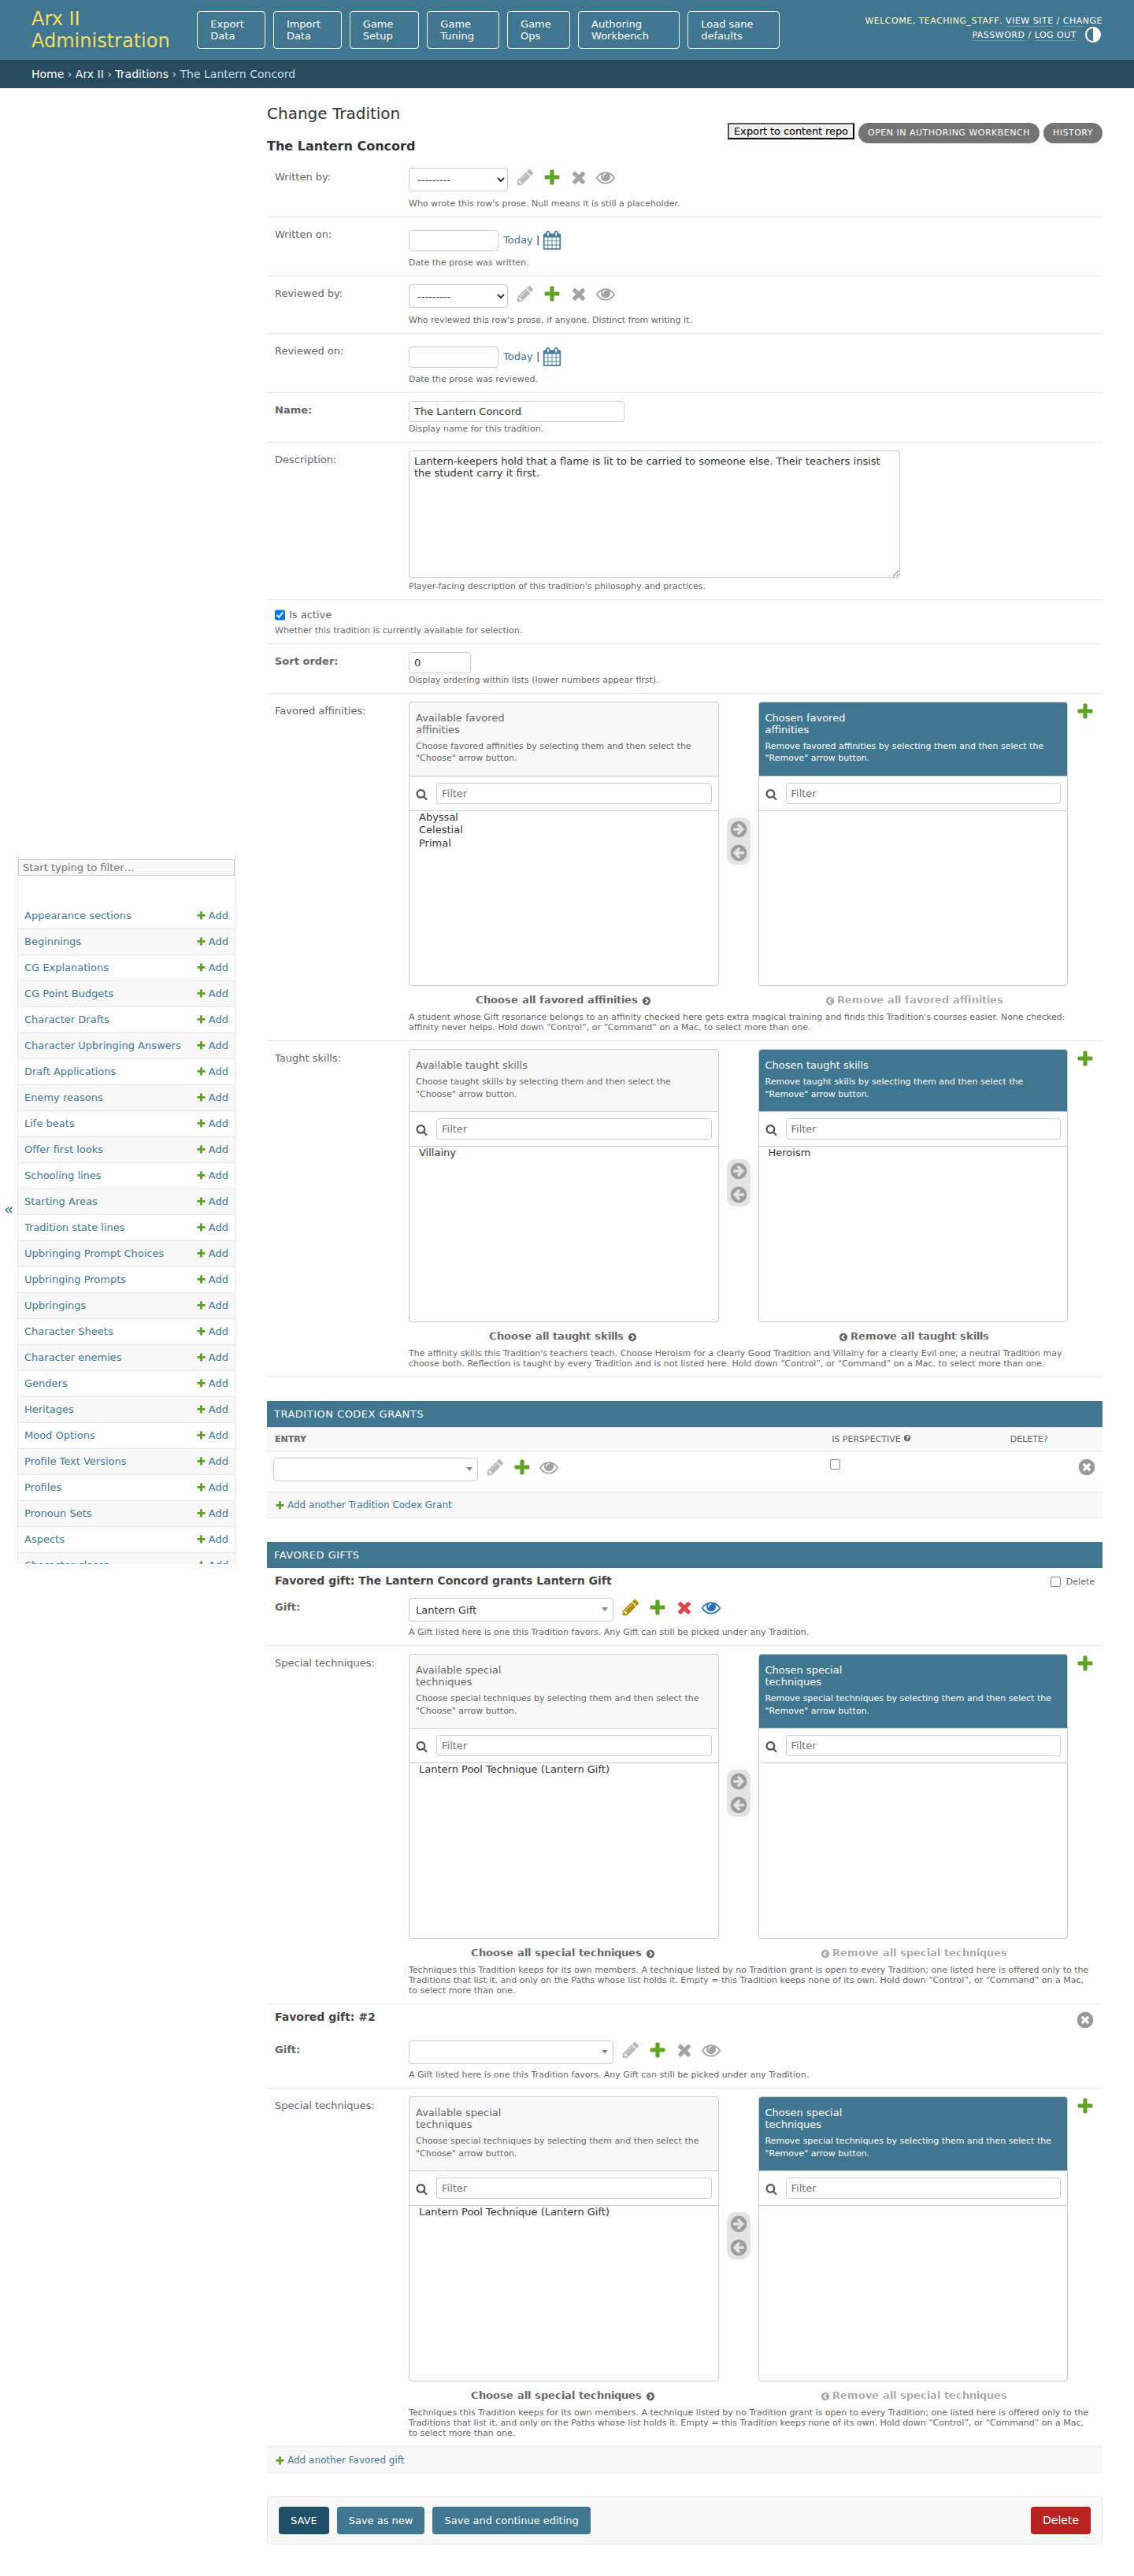 Arx II
Administration
Export
Data
Import
Data
Game
Setup
Game
Tuning
Game
Ops
Authoring
Workbench
Load sane
defaults
WELCOME, TEACHING_STAFF. VIEW SITE / CHANGE
PASSWORD / LOG OUT
Home › Arx II › Traditions › The Lantern Concord
Change Tradition
The Lantern Concord
Export to content repo
OPEN IN AUTHORING WORKBENCH
HISTORY
Written by:
---------
Who wrote this row's prose. Null means it is still a placeholder.
Written on:
Today |
Date the prose was written.
Reviewed by:
---------
Who reviewed this row's prose, if anyone. Distinct from writing it.
Reviewed on:
Today |
Date the prose was reviewed.
Name:
The Lantern Concord
Display name for this tradition.
Description:
Lantern-keepers hold that a flame is lit to be carried to someone else. Their teachers insist
the student carry it first.
Player-facing description of this tradition's philosophy and practices.
Is active
Whether this tradition is currently available for selection.
Sort order:
0
Display ordering within lists (lower numbers appear first).
Favored affinities:
Available favored
affinities
Choose favored affinities by selecting them and then select the
"Choose" arrow button.
Filter
Abyssal
Celestial
Primal
Choose all favored affinities
Chosen favored
affinities
Remove favored affinities by selecting them and then select the
"Remove" arrow button.
Filter
Remove all favored affinities
A student whose Gift resonance belongs to an affinity checked here gets extra magical training and finds this Tradition's courses easier. None checked:
affinity never helps. Hold down “Control”, or “Command” on a Mac, to select more than one.
Taught skills:
Available taught skills
Choose taught skills by selecting them and then select the
"Choose" arrow button.
Filter
Villainy
Choose all taught skills
Chosen taught skills
Remove taught skills by selecting them and then select the
"Remove" arrow button.
Filter
Heroism
Remove all taught skills
The affinity skills this Tradition's teachers teach. Choose Heroism for a clearly Good Tradition and Villainy for a clearly Evil one; a neutral Tradition may
choose both. Reflection is taught by every Tradition and is not listed here. Hold down “Control”, or “Command” on a Mac, to select more than one.
«
Start typing to filter...
Appearance sections Add
Beginnings Add
CG Explanations Add
CG Point Budgets Add
Character Drafts Add
Character Upbringing Answers Add
Draft Applications Add
Enemy reasons Add
Life beats Add
Offer first looks Add
Schooling lines Add
Starting Areas Add
Tradition state lines Add
Upbringing Prompt Choices Add
Upbringing Prompts Add
Upbringings Add
Character Sheets Add
Character enemies Add
Genders Add
Heritages Add
Mood Options Add
Profile Text Versions Add
Profiles Add
Pronoun Sets Add
Aspects Add
TRADITION CODEX GRANTS
ENTRY
IS PERSPECTIVE
DELETE?
Add another Tradition Codex Grant
FAVORED GIFTS
Favored gift: The Lantern Concord grants Lantern Gift
Delete
Gift:
Lantern Gift
A Gift listed here is one this Tradition favors. Any Gift can still be picked under any Tradition.
Special techniques:
Available special
techniques
Choose special techniques by selecting them and then select the
"Choose" arrow button.
Filter
Lantern Pool Technique (Lantern Gift)
Choose all special techniques
Chosen special
techniques
Remove special techniques by selecting them and then select the
"Remove" arrow button.
Filter
Remove all special techniques
Techniques this Tradition keeps for its own members. A technique listed by no Tradition grant is open to every Tradition; one listed here is offered only to the
Traditions that list it, and only on the Paths whose list holds it. Empty = this Tradition keeps none of its own. Hold down “Control”, or “Command” on a Mac,
to select more than one.
Favored gift: #2
Gift:
A Gift listed here is one this Tradition favors. Any Gift can still be picked under any Tradition.
Special techniques:
Available special
techniques
Choose special techniques by selecting them and then select the
"Choose" arrow button.
Filter
Lantern Pool Technique (Lantern Gift)
Choose all special techniques
Chosen special
techniques
Remove special techniques by selecting them and then select the
"Remove" arrow button.
Filter
Remove all special techniques
Techniques this Tradition keeps for its own members. A technique listed by no Tradition grant is open to every Tradition; one listed here is offered only to the
Traditions that list it, and only on the Paths whose list holds it. Empty = this Tradition keeps none of its own. Hold down “Control”, or “Command” on a Mac,
to select more than one.
Add another Favored gift
SAVE
Save as new
Save and continue editing
Delete